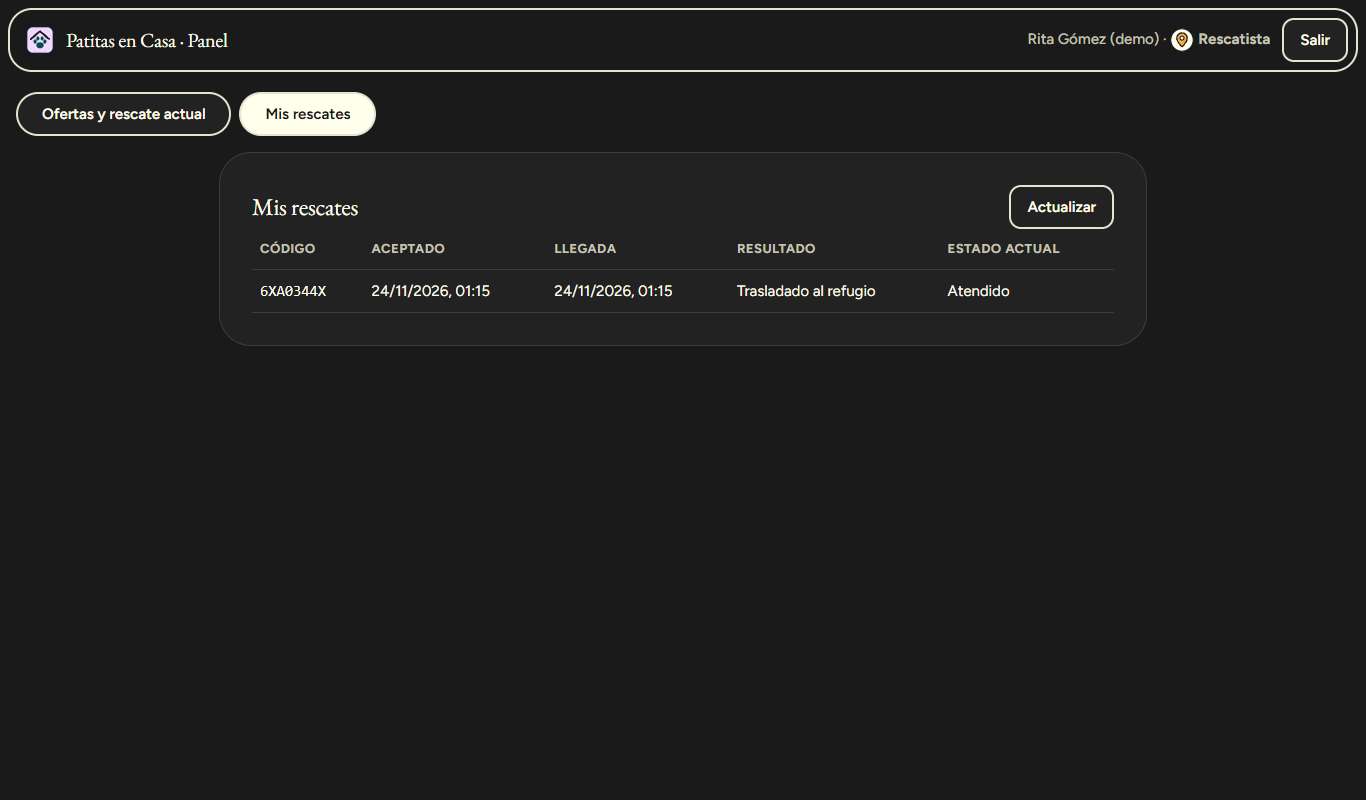 Patitas en Casa · Panel
Rita Gómez (demo) · Rescatista
Salir
Ofertas y rescate actual
Mis rescates
Mis rescates
Actualizar
CÓDIGO ACEPTADO LLEGADA RESULTADO ESTADO ACTUAL
6XA0344X 24/11/2026, 01:15 24/11/2026, 01:15 Trasladado al refugio Atendido